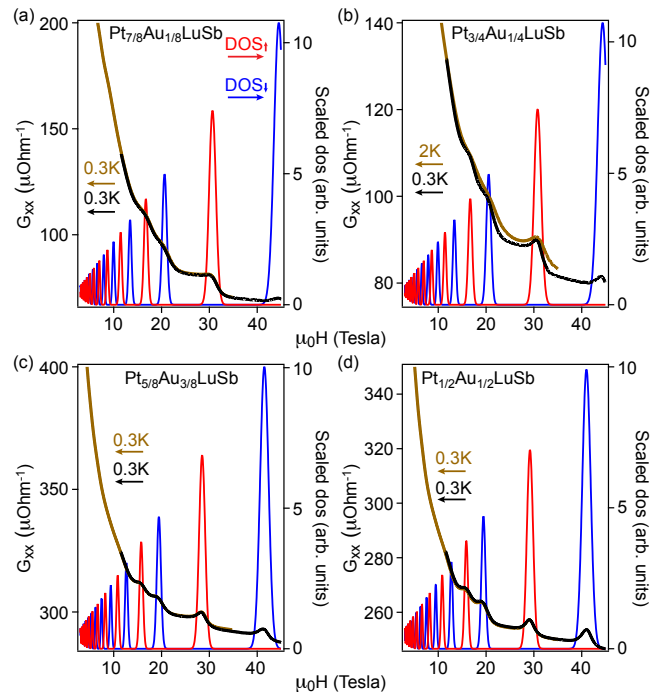 (a)
Pt7/8Au1/8LuSb
200
150
100
Gxx (μOhm-1)
10
5
0
Scaled dos (arb. units)
DOS↑
DOS↓
0.3K
0.3K
10 20 30 40
μ0H (Tesla)
(b)
Pt3/4Au1/4LuSb
140
120
100
80
Gxx (μOhm-1)
10
5
0
Scaled dos (arb. units)
2K
0.3K
10 20 30 40
μ0H (Tesla)
(c)
Pt5/8Au3/8LuSb
400
350
300
Gxx (μOhm-1)
10
5
0
Scaled dos (arb. units)
0.3K
0.3K
10 20 30 40
μ0H (Tesla)
(d)
Pt1/2Au1/2LuSb
340
320
300
280
260
Gxx (μOhm-1)
10
5
0
Scaled dos (arb. units)
0.3K
0.3K
10 20 30 40
μ0H (Tesla)